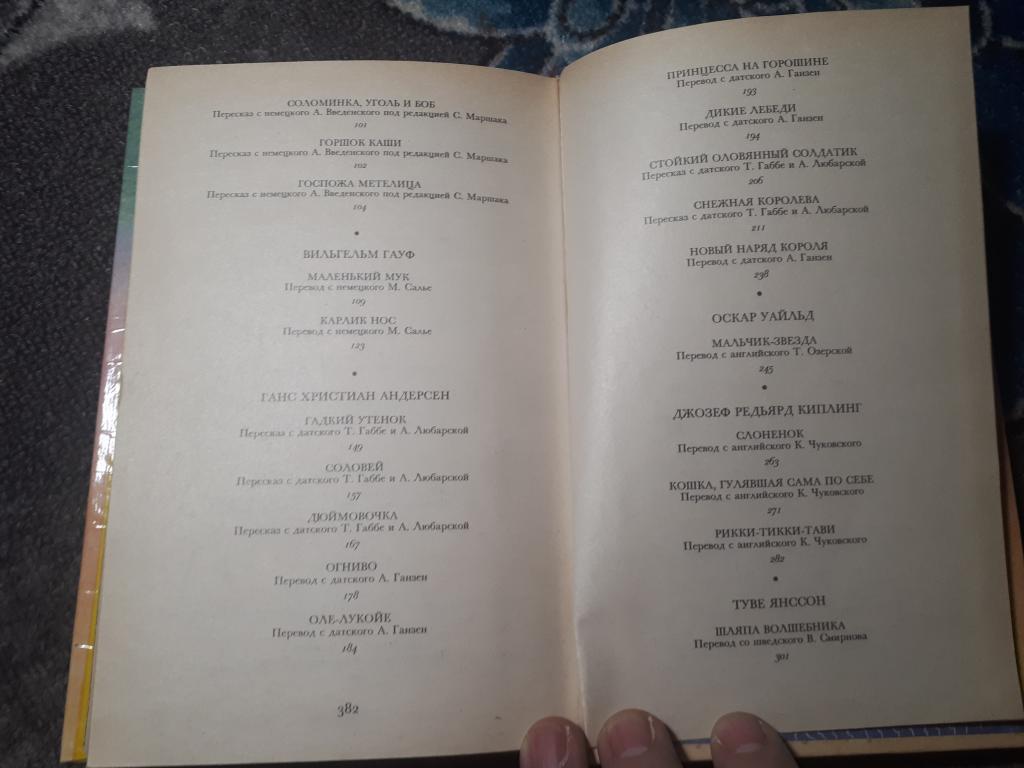 СОЛОМИНКА, УГОЛЬ И БОБ
Пересказ с немецкого А. Введенского под редакцией С. Маршака
101
ГОРШОК КАШИ
Пересказ с немецкого А. Введенского под редакцией С. Маршака
102
ГОСПОЖА МЕТЕЛИЦА
Пересказ с немецкого А. Введенского под редакцией С. Маршака
104
•
ВИЛЬГЕЛЬМ ГАУФ
МАЛЕНЬКИЙ МУК
Перевод с немецкого М. Салье
109
КАРЛИК НОС
Перевод с немецкого М. Салье
123
•
ГАНС ХРИСТИАН АНДЕРСЕН
ГАДКИЙ УТЕНОК
Пересказ с датского Т. Габбе и А. Любарской
149
СОЛОВЕЙ
Пересказ с датского Т. Габбе и А. Любарской
157
ДЮЙМОВОЧКА
Пересказ с датского Т. Габбе и А. Любарской
167
ОГНИВО
Перевод с датского А. Ганзен
178
ОЛЕ-ЛУКОЙЕ
Перевод с датского А. Ганзен
184
382
ПРИНЦЕССА НА ГОРОШИНЕ
Перевод с датского А. Ганзен
193
ДИКИЕ ЛЕБЕДИ
Перевод с датского А. Ганзен
194
СТОЙКИЙ ОЛОВЯННЫЙ СОЛДАТИК
Пересказ с датского Т. Габбе и А. Любарской
206
СНЕЖНАЯ КОРОЛЕВА
Пересказ с датского Т. Габбе и А. Любарской
211
НОВЫЙ НАРЯД КОРОЛЯ
Перевод с датского А. Ганзен
238
•
ОСКАР УАЙЛЬД
МАЛЬЧИК-ЗВЕЗДА
Перевод с английского Т. Озерской
245
•
ДЖОЗЕФ РЕДЬЯРД КИПЛИНГ
СЛОНЕНОК
Перевод с английского К. Чуковского
263
КОШКА, ГУЛЯВШАЯ САМА ПО СЕБЕ
Перевод с английского К. Чуковского
271
РИККИ-ТИККИ-ТАВИ
Перевод с английского К. Чуковского
282
•
ТУВЕ ЯНССОН
ШЛЯПА ВОЛШЕБНИКА
Перевод со шведского В. Смирнова
301